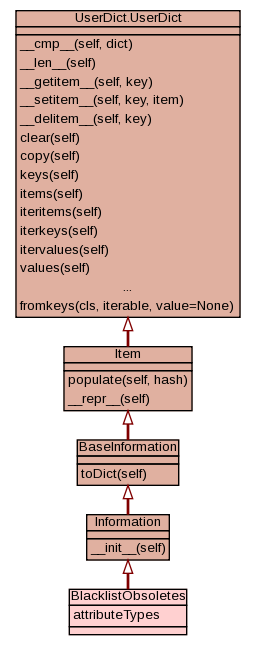 UserDict.UserDict
__cmp__(self, dict)
__len__(self)
__getitem__(self, key)
__setitem__(self, key, item)
__delitem__(self, key)
clear(self)
copy(self)
keys(self)
items(self)
iteritems(self)
iterkeys(self)
itervalues(self)
values(self)
...
fromkeys(cls, iterable, value=None)
Item
populate(self, hash)
__repr__(self)
BaseInformation
toDict(self)
Information
__init__(self)
BlacklistObsoletes
attributeTypes